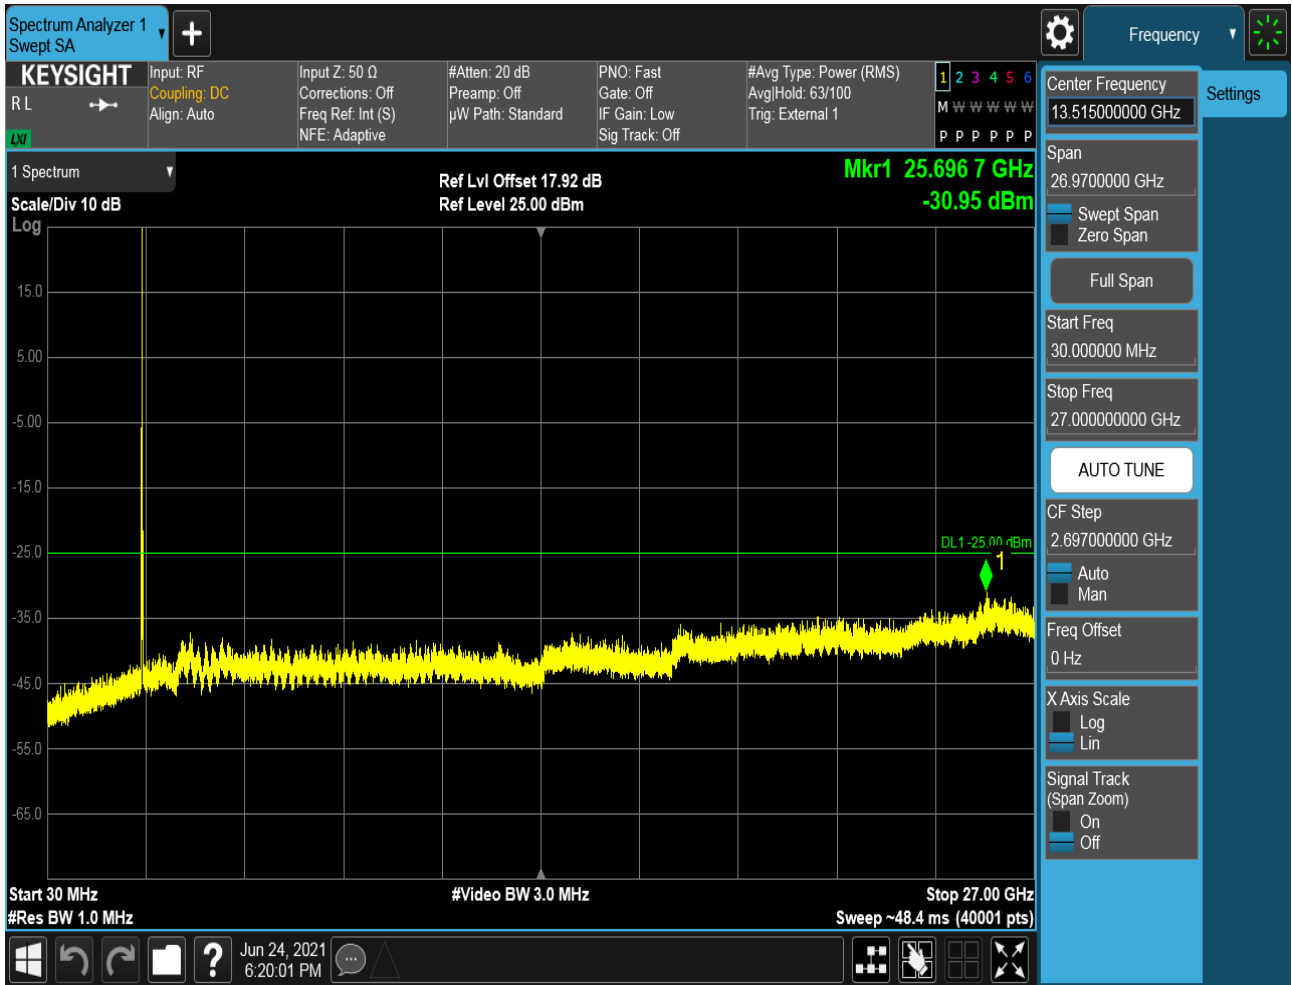 Spectrum Analyzer 1
Swept SA
Frequency
KEYSIGHT
R L
LXI
Input: RF
Coupling: DC
Align: Auto
Input Z: 50 Ω
Corrections: Off
Freq Ref: Int (S)
NFE: Adaptive
#Atten: 20 dB
Preamp: Off
µW Path: Standard
PNO: Fast
Gate: Off
IF Gain: Low
Sig Track: Off
#Avg Type: Power (RMS)
Avg|Hold: 63/100
Trig: External 1
1 2 3 4 5 6
M W W W W W
P P P P P P
1 Spectrum
Scale/Div 10 dB
Log
Ref Lvl Offset 17.92 dB
Ref Level 25.00 dBm
Mkr1 25.696 7 GHz
-30.95 dBm
15.0
5.00
-5.00
-15.0
-25.0
-35.0
-45.0
-55.0
-65.0
DL1 -25.00 dBm
1
Start 30 MHz
#Res BW 1.0 MHz
#Video BW 3.0 MHz
Stop 27.00 GHz
Sweep ~48.4 ms (40001 pts)
Center Frequency
13.515000000 GHz
Settings
Span
26.9700000 GHz
Swept Span
Zero Span
Full Span
Start Freq
30.000000 MHz
Stop Freq
27.000000000 GHz
AUTO TUNE
CF Step
2.697000000 GHz
Auto
Man
Freq Offset
0 Hz
X Axis Scale
Log
Lin
Signal Track
(Span Zoom)
On
Off
?
Jun 24, 2021
6:20:01 PM